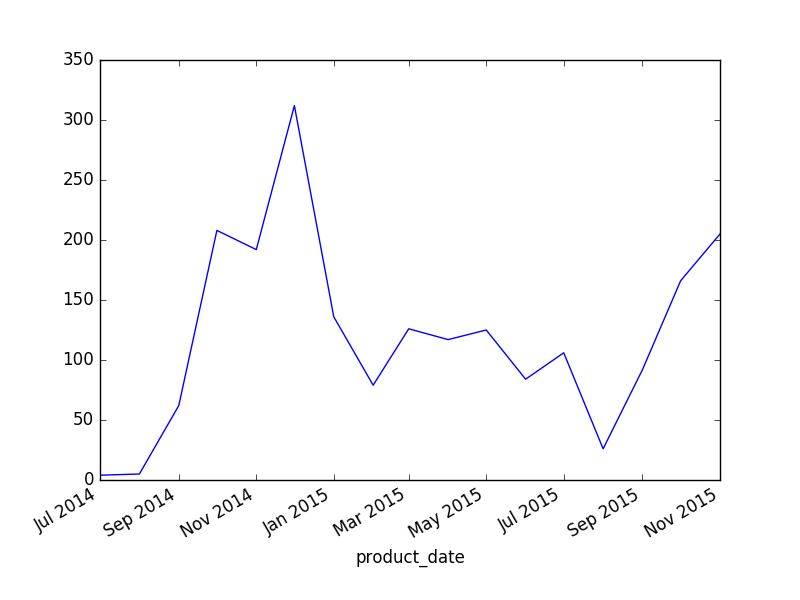 350
300
250
200
150
100
50
0
Jul 2014
Sep 2014
Nov 2014
Jan 2015
Mar 2015
May 2015
Jul 2015
Sep 2015
Nov 2015
product_date